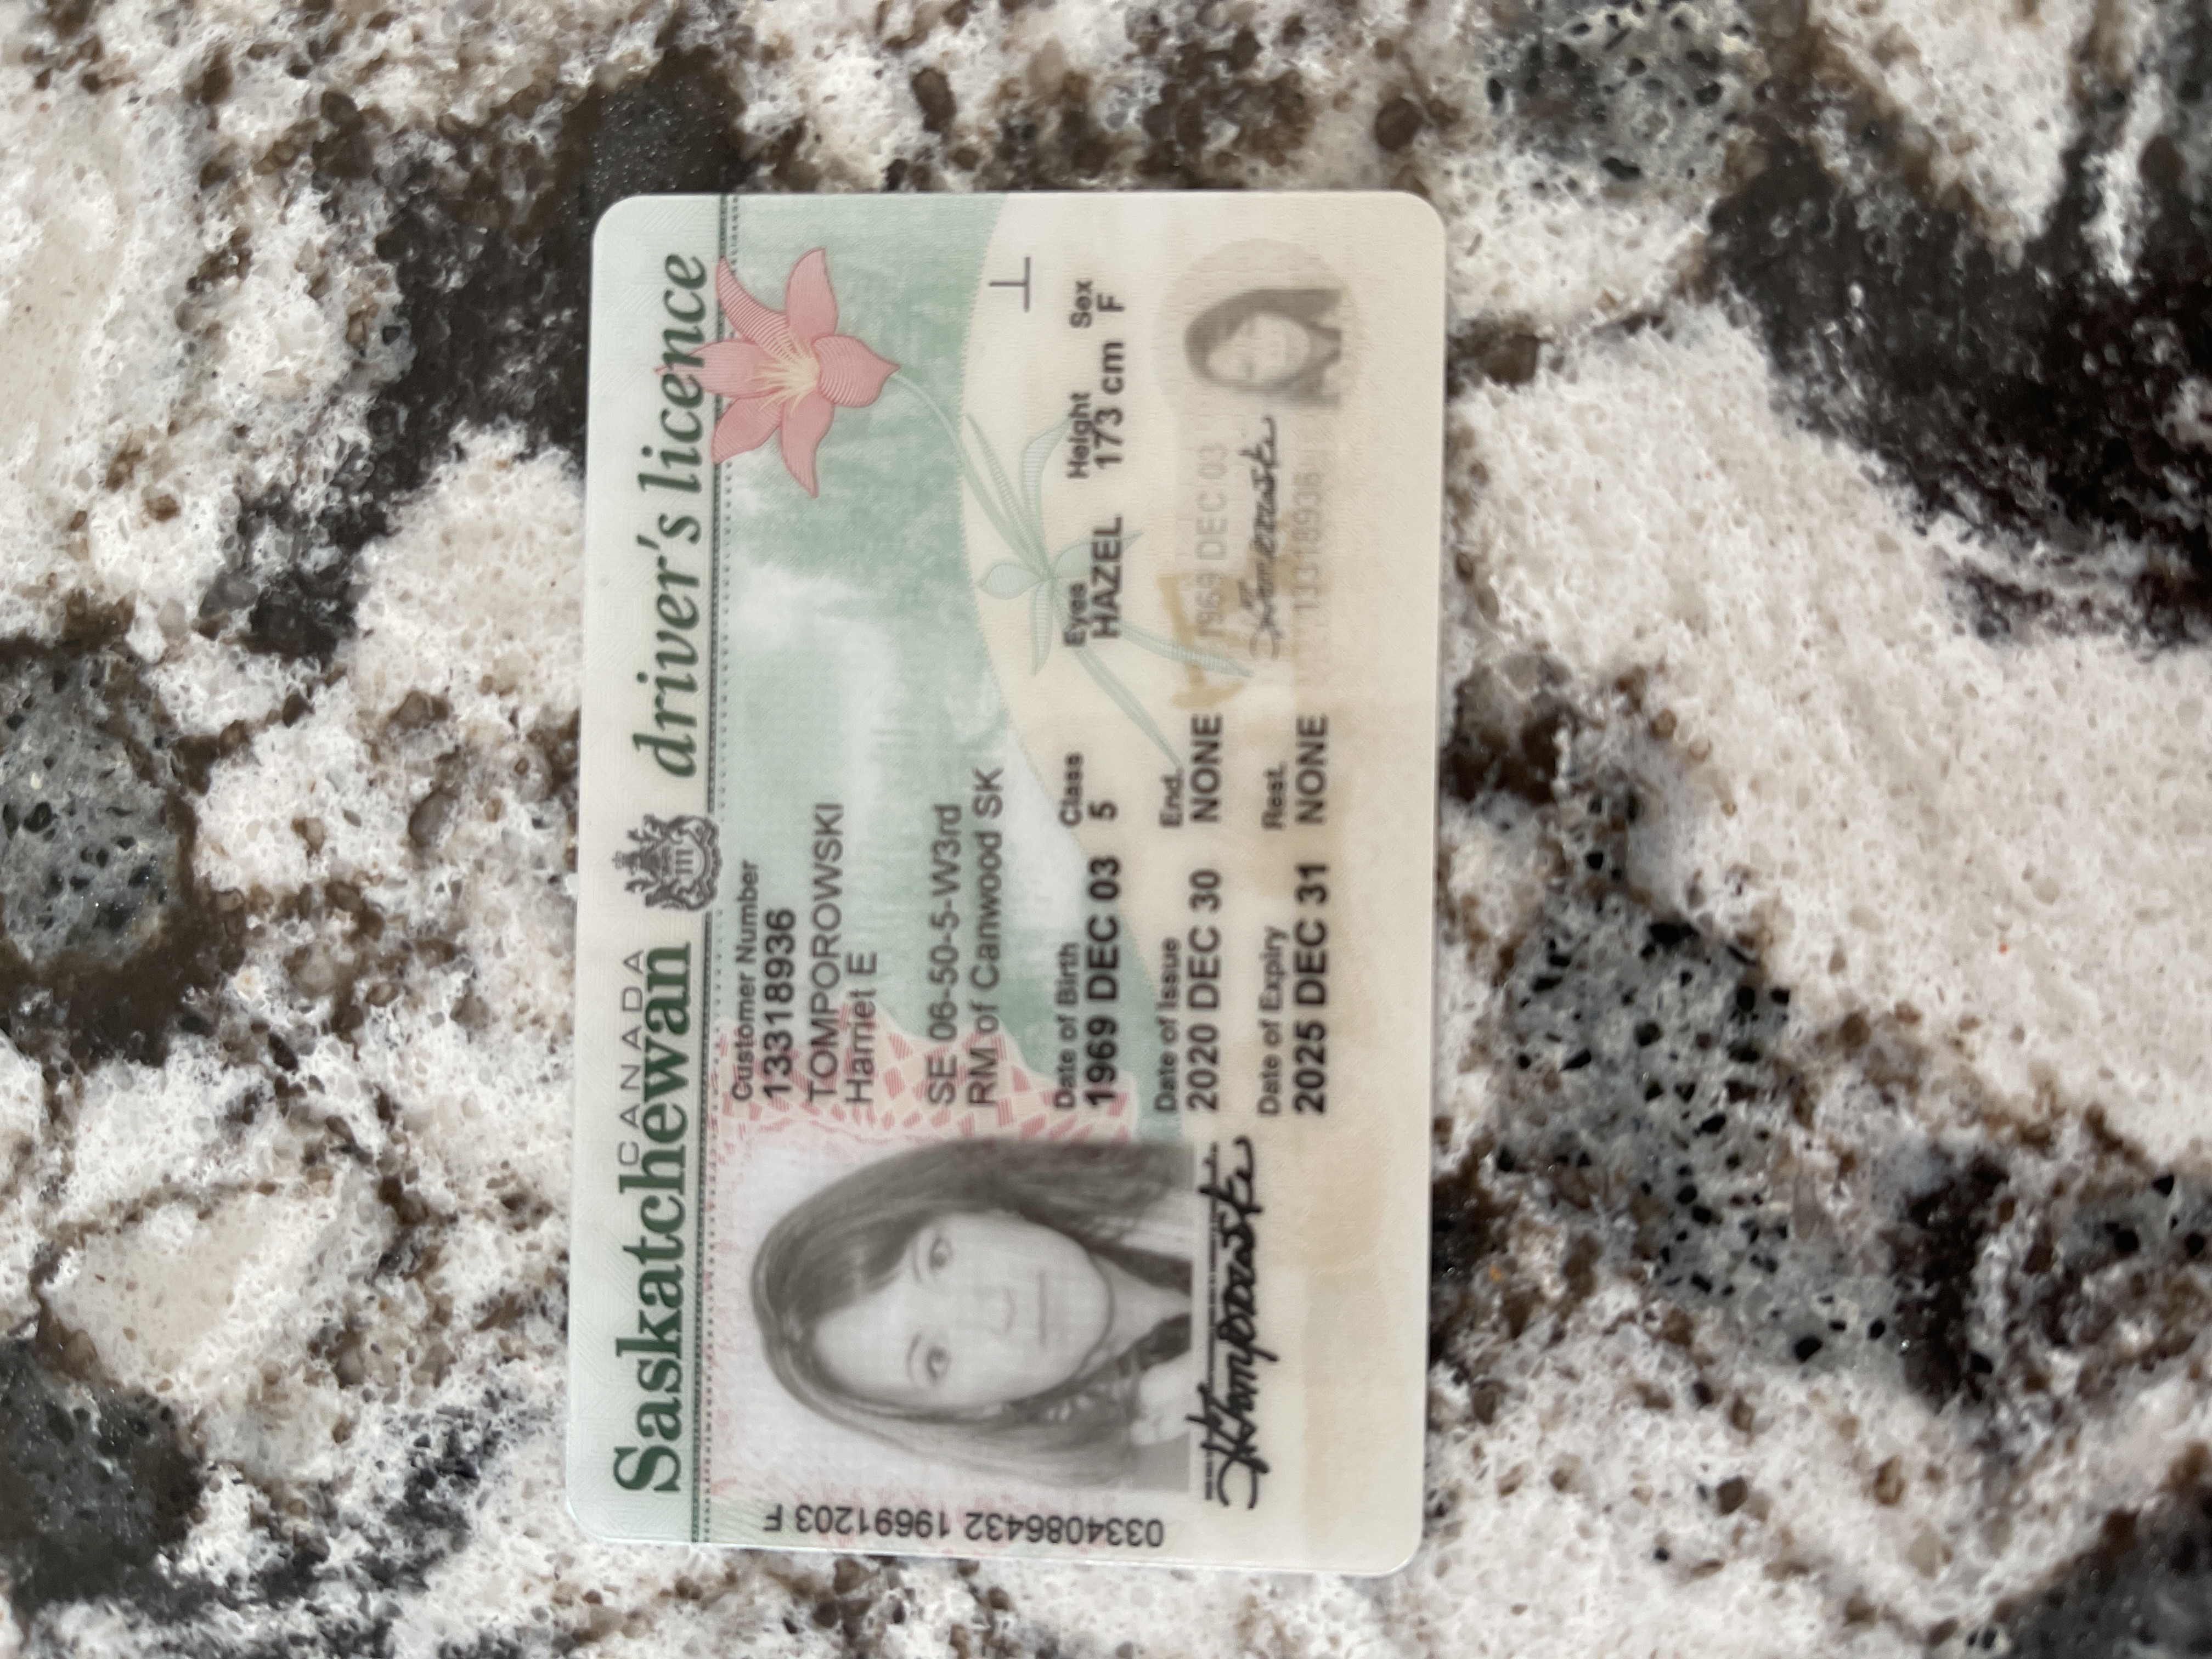 CANADA
Saskatchewan driver's licence
Customer Number
13318936
TOMPOROWSKI
Harriet E
SE 06-50-5-W3rd
RM of Canwood SK
Date of Birth Class Eyes Height Sex
1969 DEC 03 5 HAZEL 173 cm F
Date of Issue End.
2020 DEC 30 NONE
Date of Expiry Rest.
2025 DEC 31 NONE
1969 DEC 03
13318936
0334086432 19691203 F
H Tomporowski